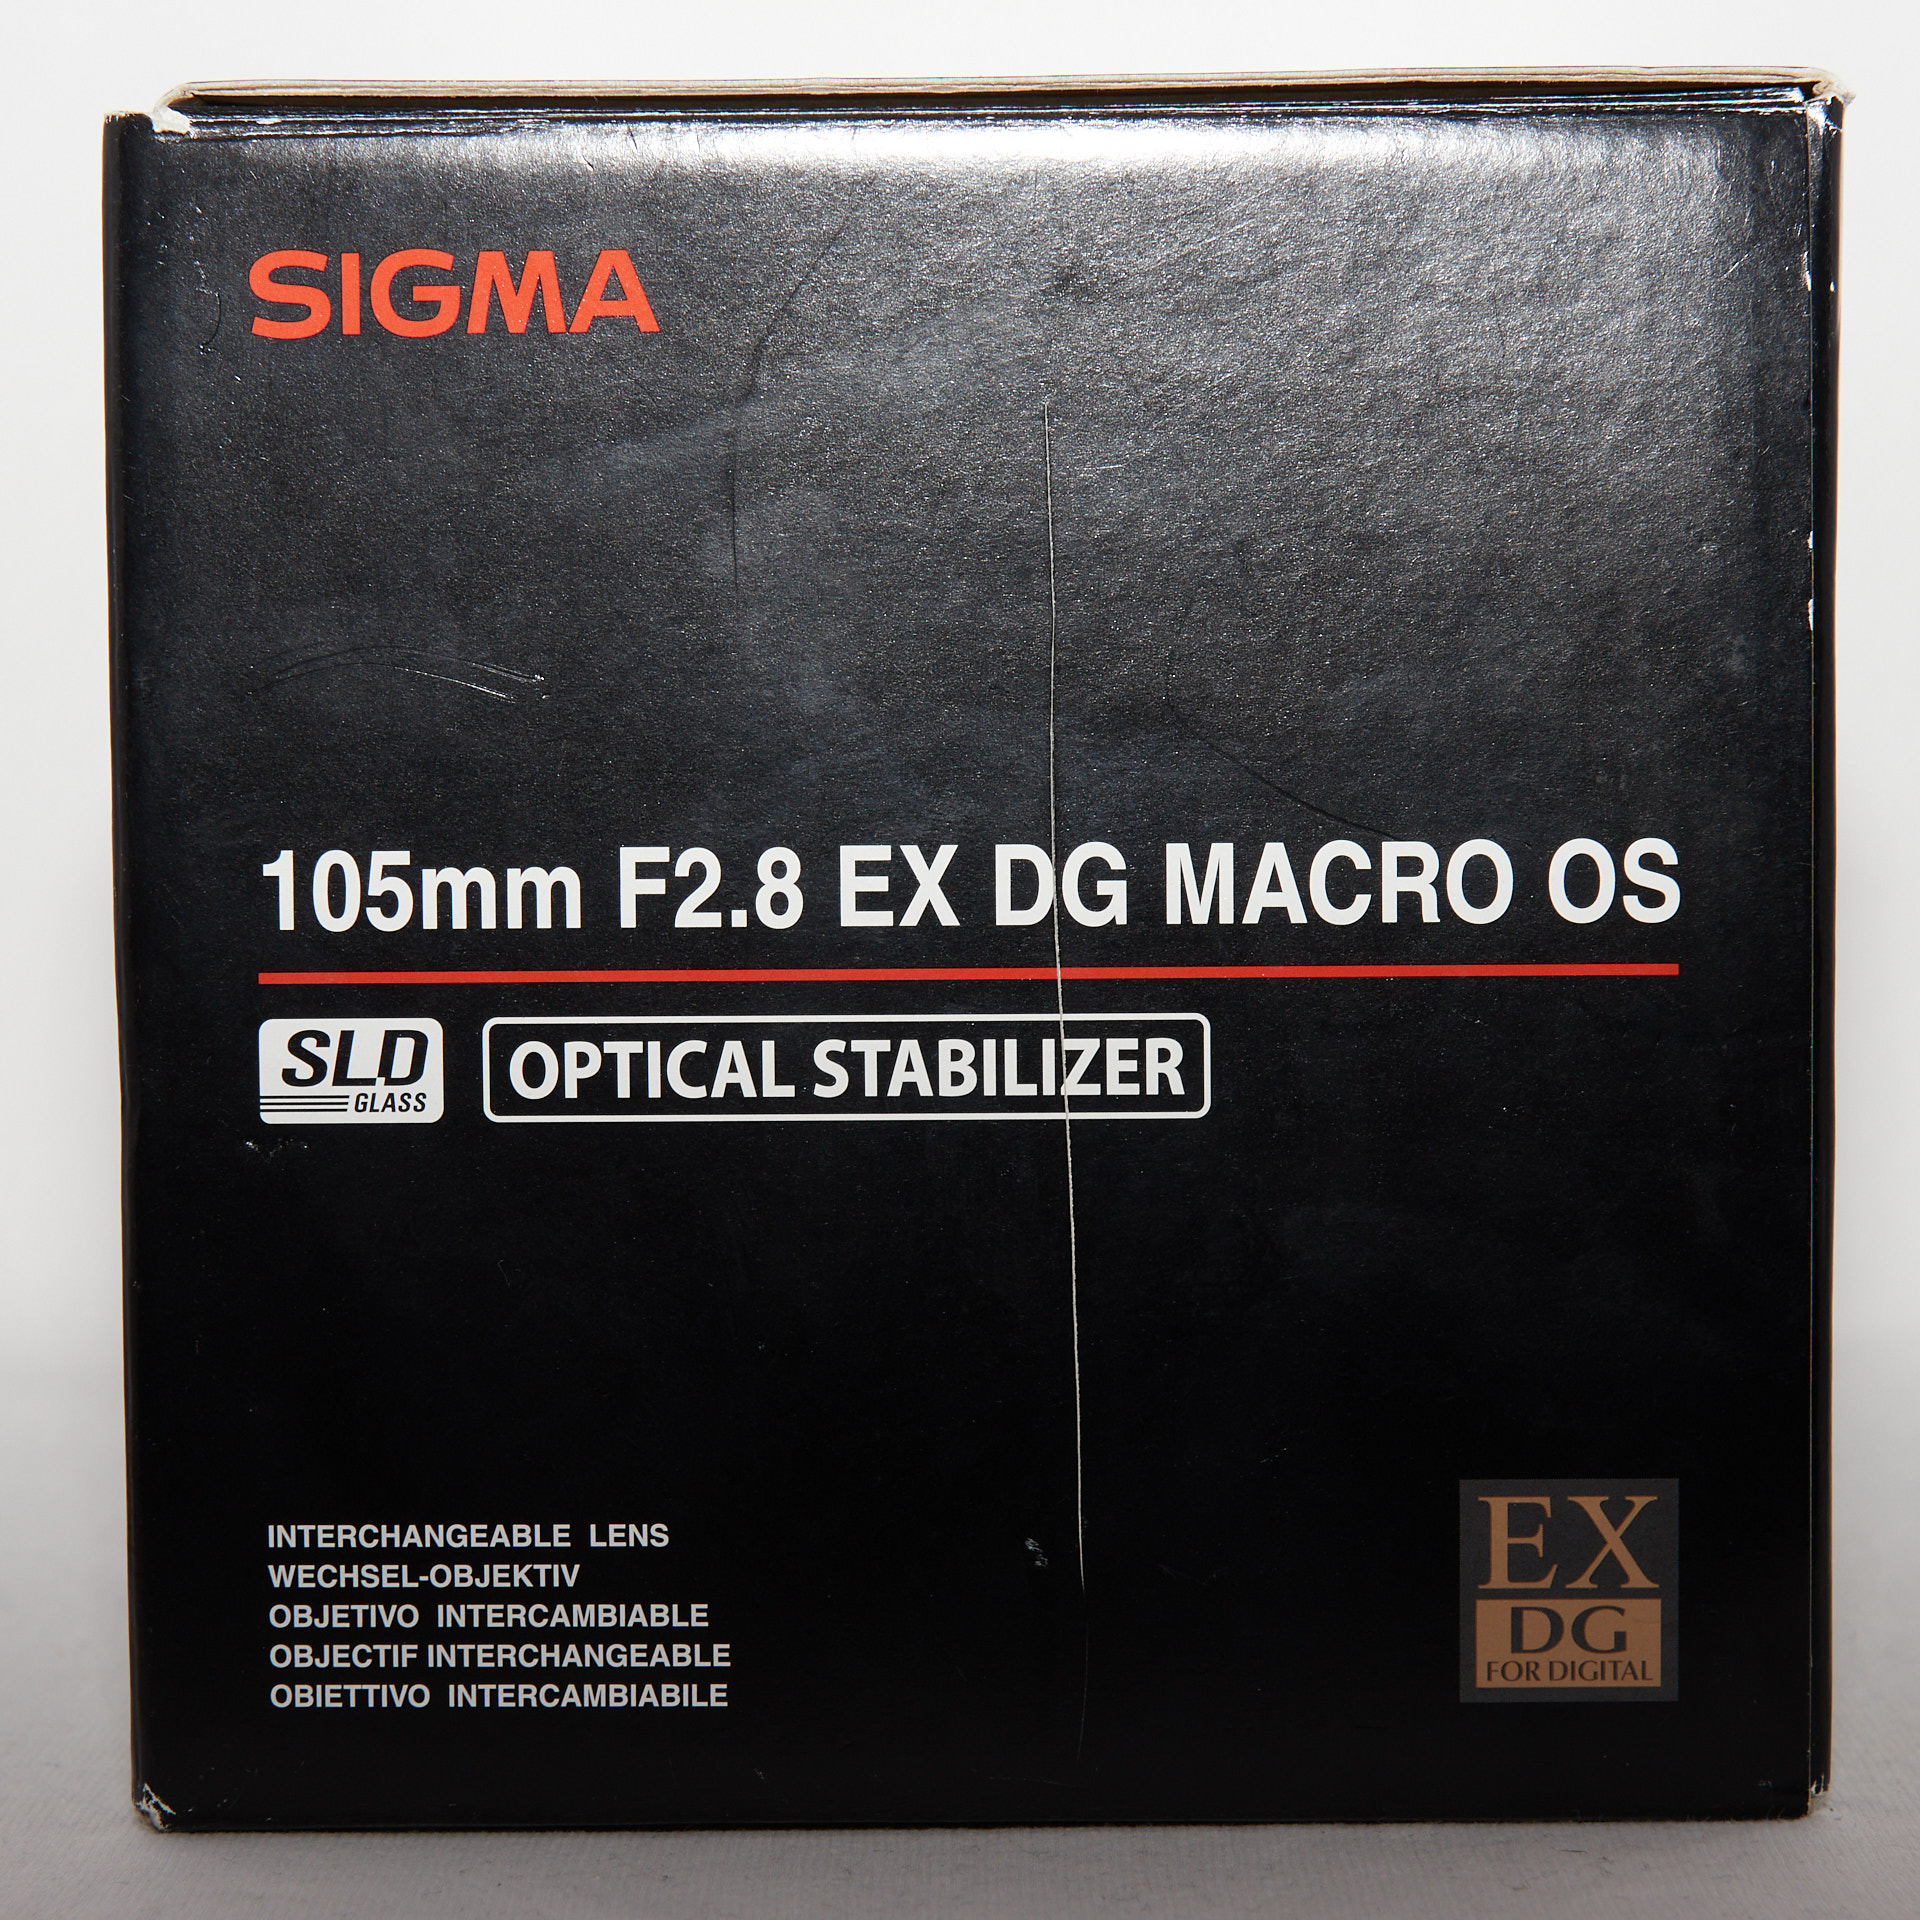 SIGMA
105mm F2.8 EX DG MACRO OS
SLD
GLASS
OPTICAL STABILIZER
INTERCHANGEABLE LENS
WECHSEL-OBJEKTIV
OBJETIVO INTERCAMBIABLE
OBJECTIF INTERCHANGEABLE
OBIETTIVO INTERCAMBIABILE
EX
DG
FOR DIGITAL